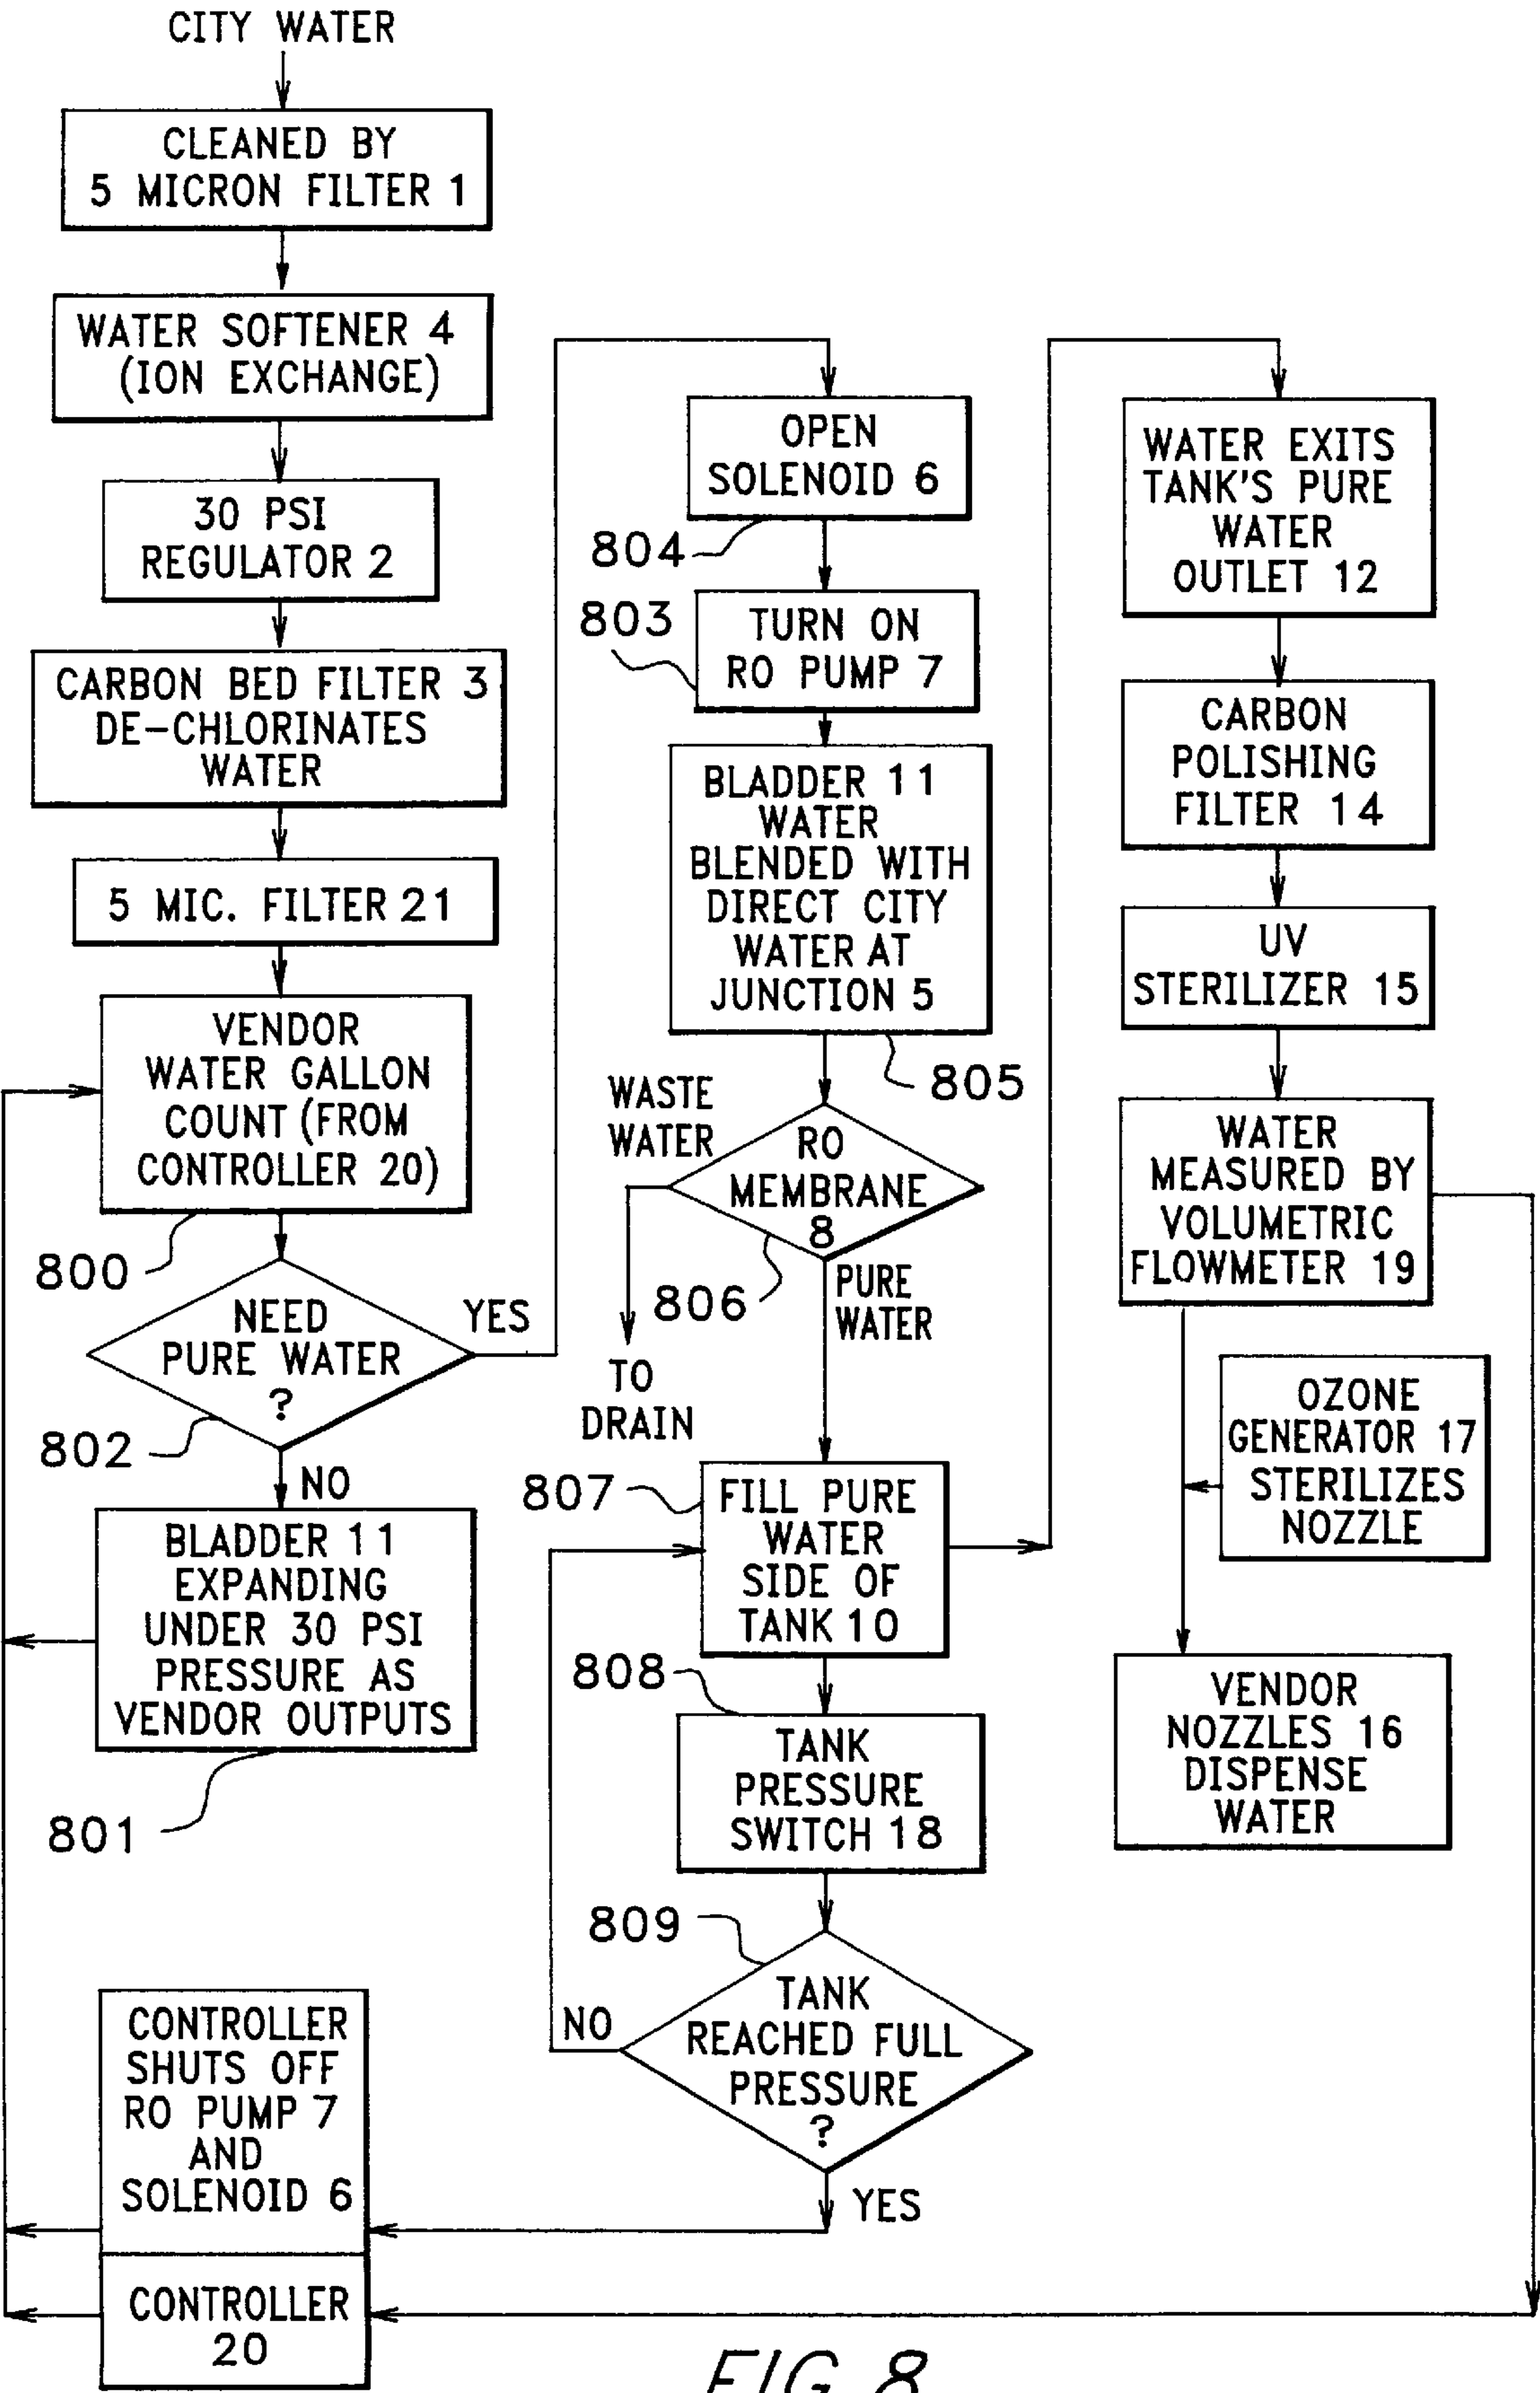 CITY WATER
CLEANED BY
5 MICRON FILTER 1
WATER SOFTENER 4
(ION EXCHANGE)
30 PSI
REGULATOR 2
CARBON BED FILTER 3
DE-CHLORINATES
WATER
5 MIC. FILTER 21
VENDOR
WATER GALLON
COUNT (FROM
CONTROLLER 20)
800
NEED
PURE WATER
?
YES
802
NO
BLADDER 11
EXPANDING
UNDER 30 PSI
PRESSURE AS
VENDOR OUTPUTS
801
CONTROLLER
SHUTS OFF
RO PUMP 7
AND
SOLENOID 6
CONTROLLER
20
OPEN
SOLENOID 6
804
803
TURN ON
RO PUMP 7
BLADDER 11
WATER
BLENDED WITH
DIRECT CITY
WATER AT
JUNCTION 5
805
WASTE
WATER
RO
MEMBRANE
8
806
PURE
WATER
TO
DRAIN
807
FILL PURE
WATER
SIDE OF
TANK 10
808
TANK
PRESSURE
SWITCH 18
809
TANK
REACHED FULL
PRESSURE
?
NO
YES
WATER EXITS
TANK'S PURE
WATER
OUTLET 12
CARBON
POLISHING
FILTER 14
UV
STERILIZER 15
WATER
MEASURED BY
VOLUMETRIC
FLOWMETER 19
OZONE
GENERATOR 17
STERILIZES
NOZZLE
VENDOR
NOZZLES 16
DISPENSE
WATER
FIG 8